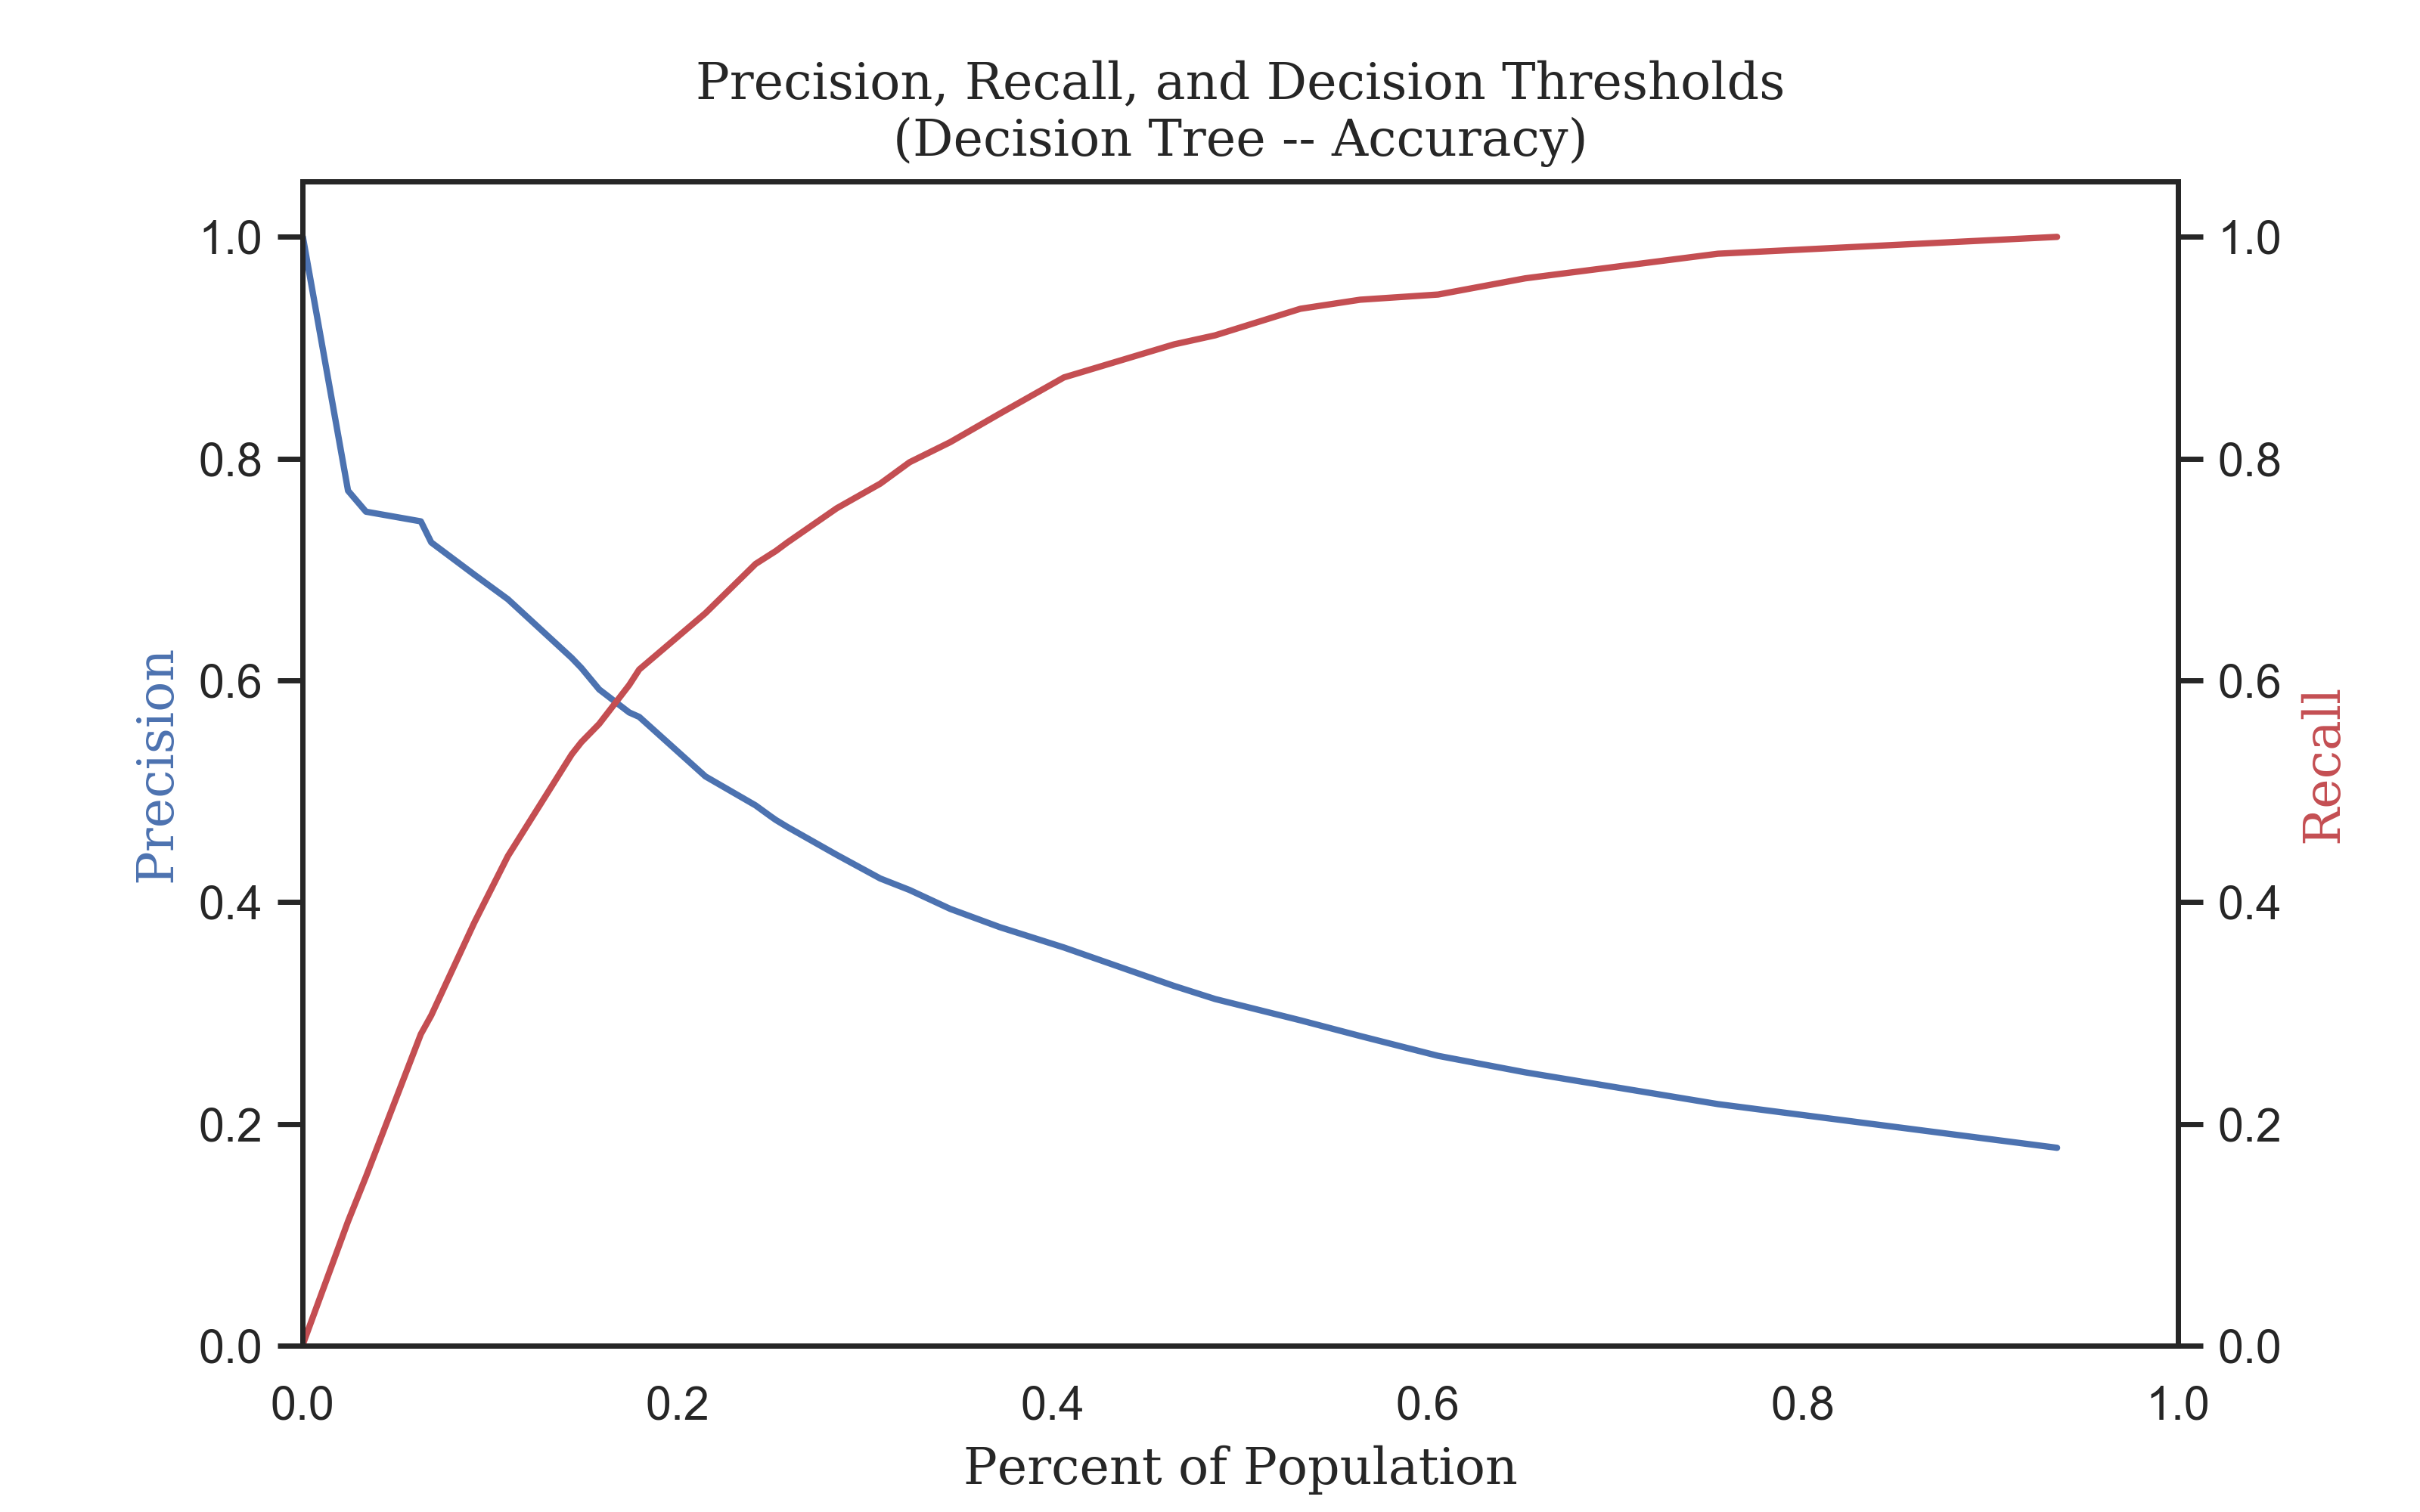 Precision, Recall, and Decision Thresholds
(Decision Tree -- Accuracy)
Precision
1.0
0.8
0.6
0.4
0.2
0.0
1.0
0.8
0.6
0.4
0.2
0.0
Recall
0.0 0.2 0.4 0.6 0.8 1.0
Percent of Population